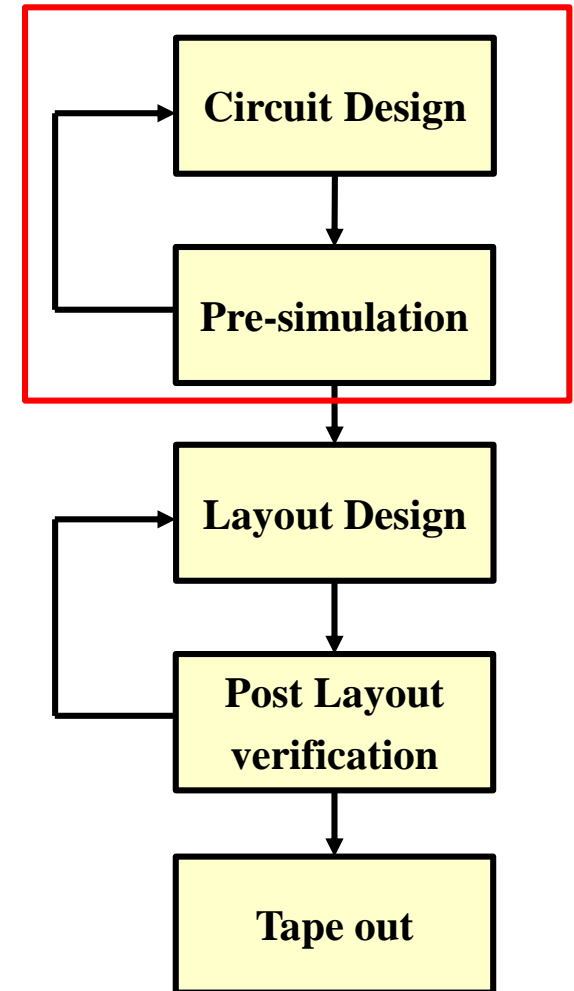 Circuit Design
Pre-simulation
Layout Design
Post Layout
verification
Tape out